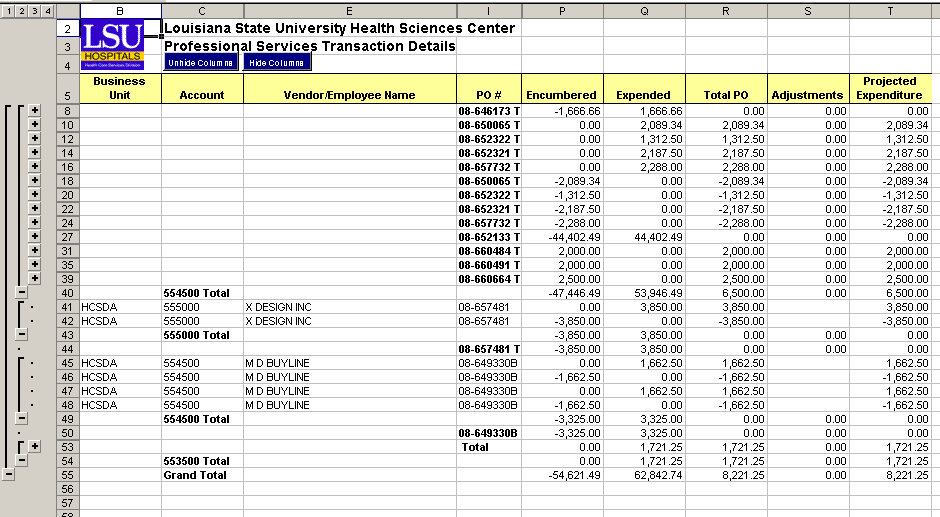 1 2 3 4 B C E I P Q R S T
2 LSU Louisiana State University Health Sciences Center
3 HOSPITALS Professional Services Transaction Details
4 Health Care Services Division Unhide Columns Hide Columns
Business Projected
5 Unit Account Vendor/Employee Name PO # Encumbered Expended Total PO Adjustments Expenditure
8 08-646173 T -1,666.66 1,666.66 0.00 0.00 0.00
10 08-650065 T 0.00 2,089.34 2,089.34 0.00 2,089.34
12 08-652322 T 0.00 1,312.50 1,312.50 0.00 1,312.50
14 08-652321 T 0.00 2,187.50 2,187.50 0.00 2,187.50
16 08-657732 T 0.00 2,288.00 2,288.00 0.00 2,288.00
18 08-650065 T -2,089.34 0.00 -2,089.34 0.00 -2,089.34
20 08-652322 T -1,312.50 0.00 -1,312.50 0.00 -1,312.50
22 08-652321 T -2,187.50 0.00 -2,187.50 0.00 -2,187.50
24 08-657732 T -2,288.00 0.00 -2,288.00 0.00 -2,288.00
27 08-652133 T -44,402.49 44,402.49 0.00 0.00 0.00
31 08-660484 T 2,000.00 0.00 2,000.00 0.00 2,000.00
35 08-660491 T 2,000.00 0.00 2,000.00 0.00 2,000.00
39 08-660664 T 2,500.00 0.00 2,500.00 0.00 2,500.00
40 554500 Total -47,446.49 53,946.49 6,500.00 0.00 6,500.00
41 HCSDA 555000 X DESIGN INC 08-657481 0.00 3,850.00 3,850.00 3,850.00
42 HCSDA 555000 X DESIGN INC 08-657481 -3,850.00 0.00 -3,850.00 -3,850.00
43 555000 Total -3,850.00 3,850.00 0.00 0.00 0.00
44 08-657481 T -3,850.00 3,850.00 0.00 0.00 0.00
45 HCSDA 554500 M D BUYLINE 08-649330B 0.00 1,662.50 1,662.50 1,662.50
46 HCSDA 554500 M D BUYLINE 08-649330B -1,662.50 0.00 -1,662.50 -1,662.50
47 HCSDA 554500 M D BUYLINE 08-649330B 0.00 1,662.50 1,662.50 1,662.50
48 HCSDA 554500 M D BUYLINE 08-649330B -1,662.50 0.00 -1,662.50 -1,662.50
49 554500 Total -3,325.00 3,325.00 0.00 0.00 0.00
50 08-649330B -3,325.00 3,325.00 0.00 0.00 0.00
53 Total 0.00 1,721.25 1,721.25 0.00 1,721.25
54 553500 Total 0.00 1,721.25 1,721.25 0.00 1,721.25
55 Grand Total -54,621.49 62,842.74 8,221.25 0.00 8,221.25
56
57
58